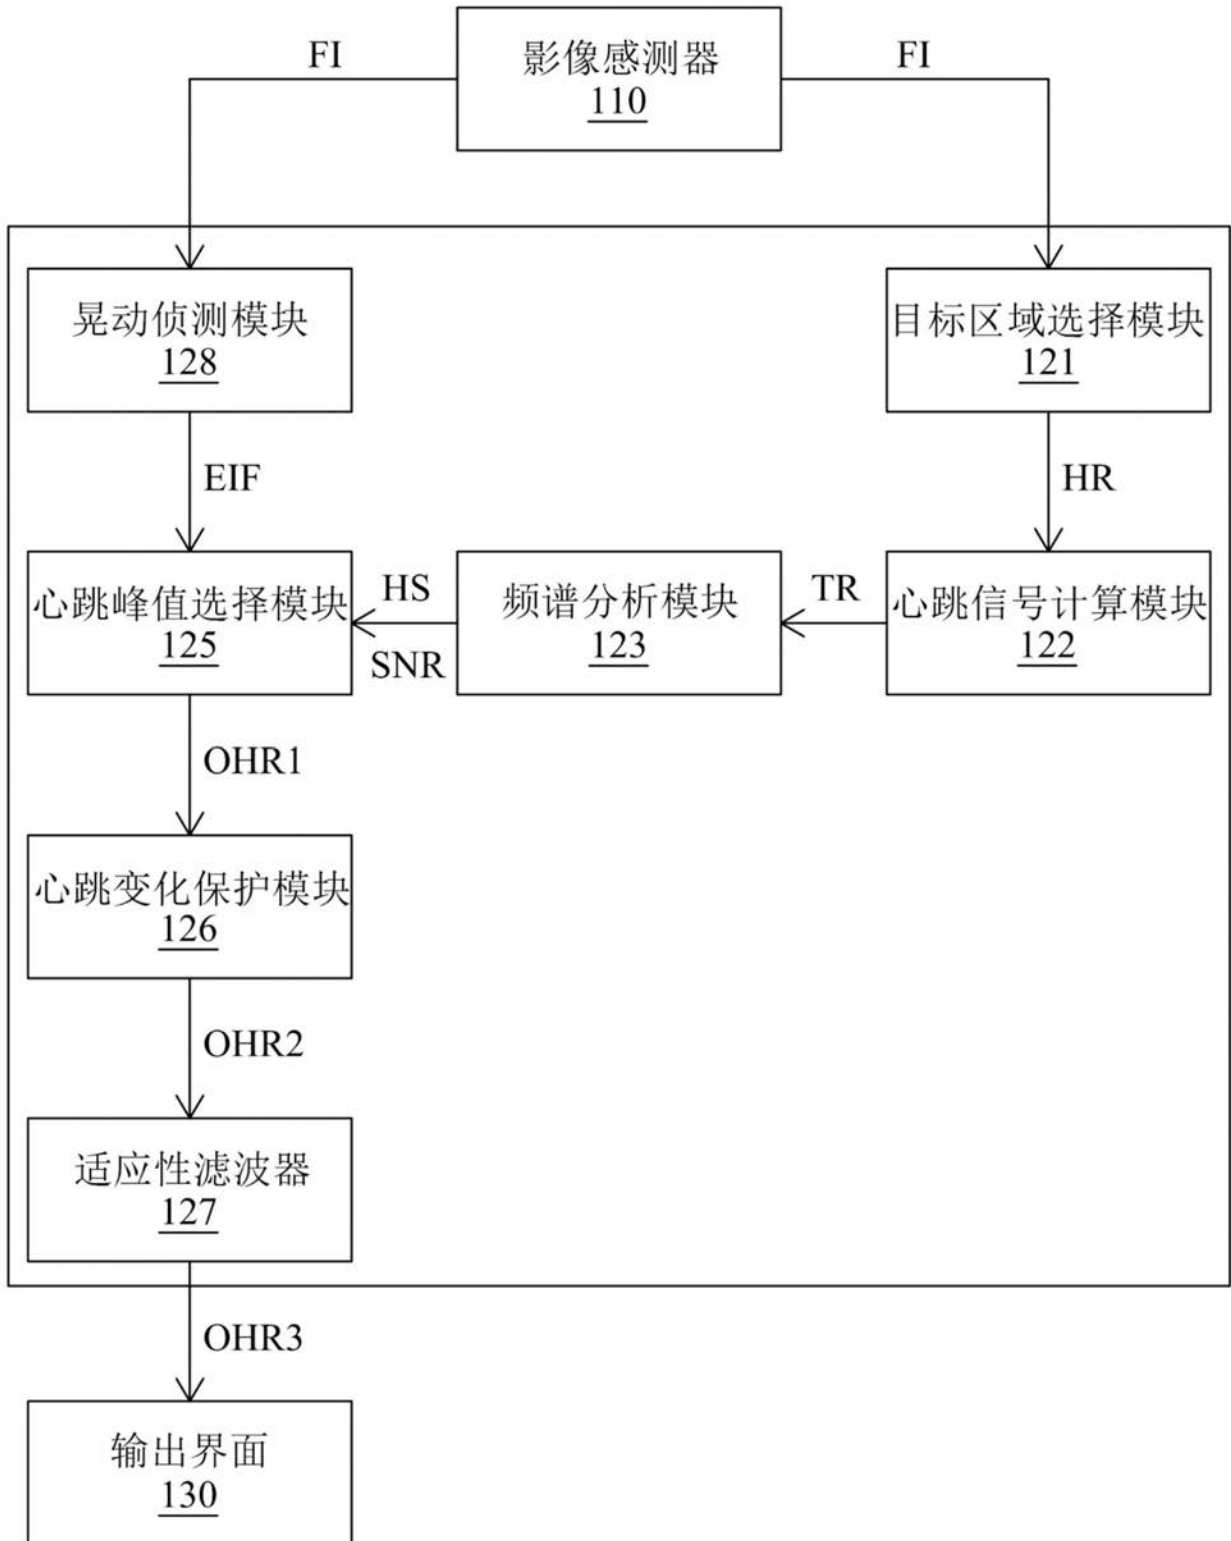 FI
影像感测器
110
FI
晃动侦测模块
128
目标区域选择模块
121
EIF
HR
心跳峰值选择模块
125
HS
SNR
频谱分析模块
123
TR
心跳信号计算模块
122
OHR1
心跳变化保护模块
126
OHR2
适应性滤波器
127
OHR3
输出界面
130